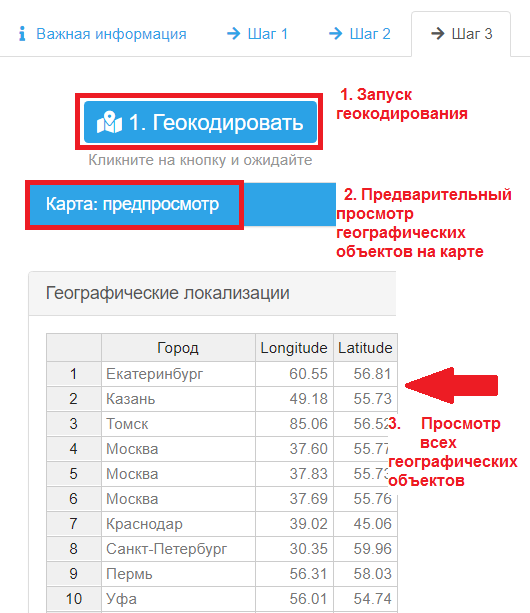 Важная информация
Шаг 1
Шаг 2
Шаг 3
1. Геокодировать
Кликните на кнопку и ожидайте
1. Запуск
геокодирования
Карта: предпросмотр
2. Предварительный
просмотр
географических
объектов на карте
Географические локализации
Город Longitude Latitude
1 Екатеринбург 60.55 56.81
2 Казань 49.18 55.73
3 Томск 85.06 56.52
4 Москва 37.60 55.77
5 Москва 37.83 55.73
6 Москва 37.69 55.76
7 Краснодар 39.02 45.06
8 Санкт-Петербург 30.35 59.96
9 Пермь 56.31 58.03
10 Уфа 56.01 54.74
3. Просмотр
всех
географических
объектов